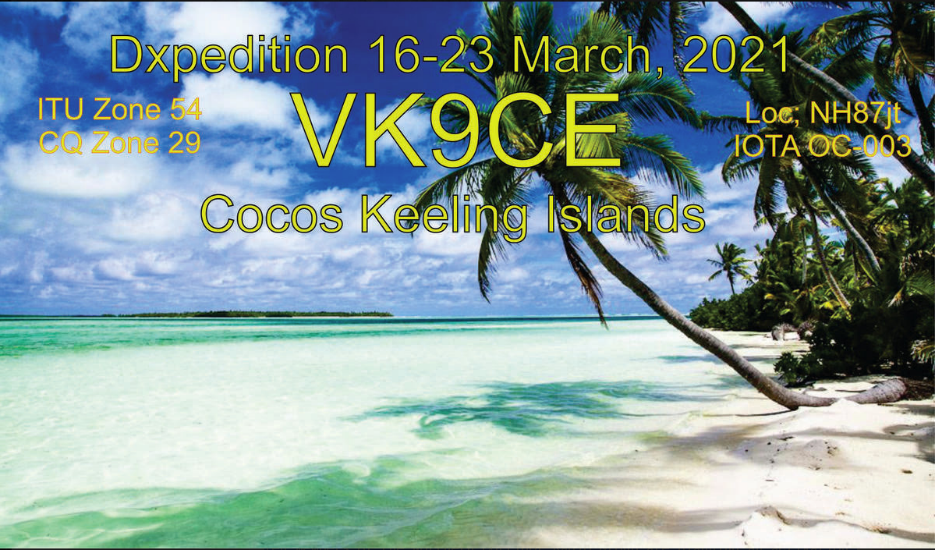 Dxpedition 16-23 March, 2021
ITU Zone 54
CQ Zone 29
VK9CE
Loc; NH87jt
IOTA OC-003
Cocos Keeling Islands